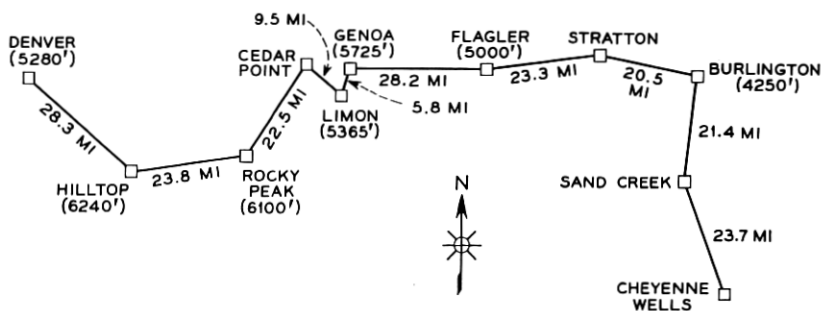 DENVER
(5280')
28.3 MI
HILLTOP
(6240')
23.8 MI
ROCKY
PEAK
(6100')
22.5 MI
CEDAR
POINT
9.5 MI
LIMON
(5365')
5.8 MI
GENOA
(5725')
28.2 MI
FLAGLER
(5000')
23.3 MI
STRATTON
20.5
MI
BURLINGTON
(4250')
21.4 MI
SAND CREEK
23.7 MI
CHEYENNE
WELLS
N